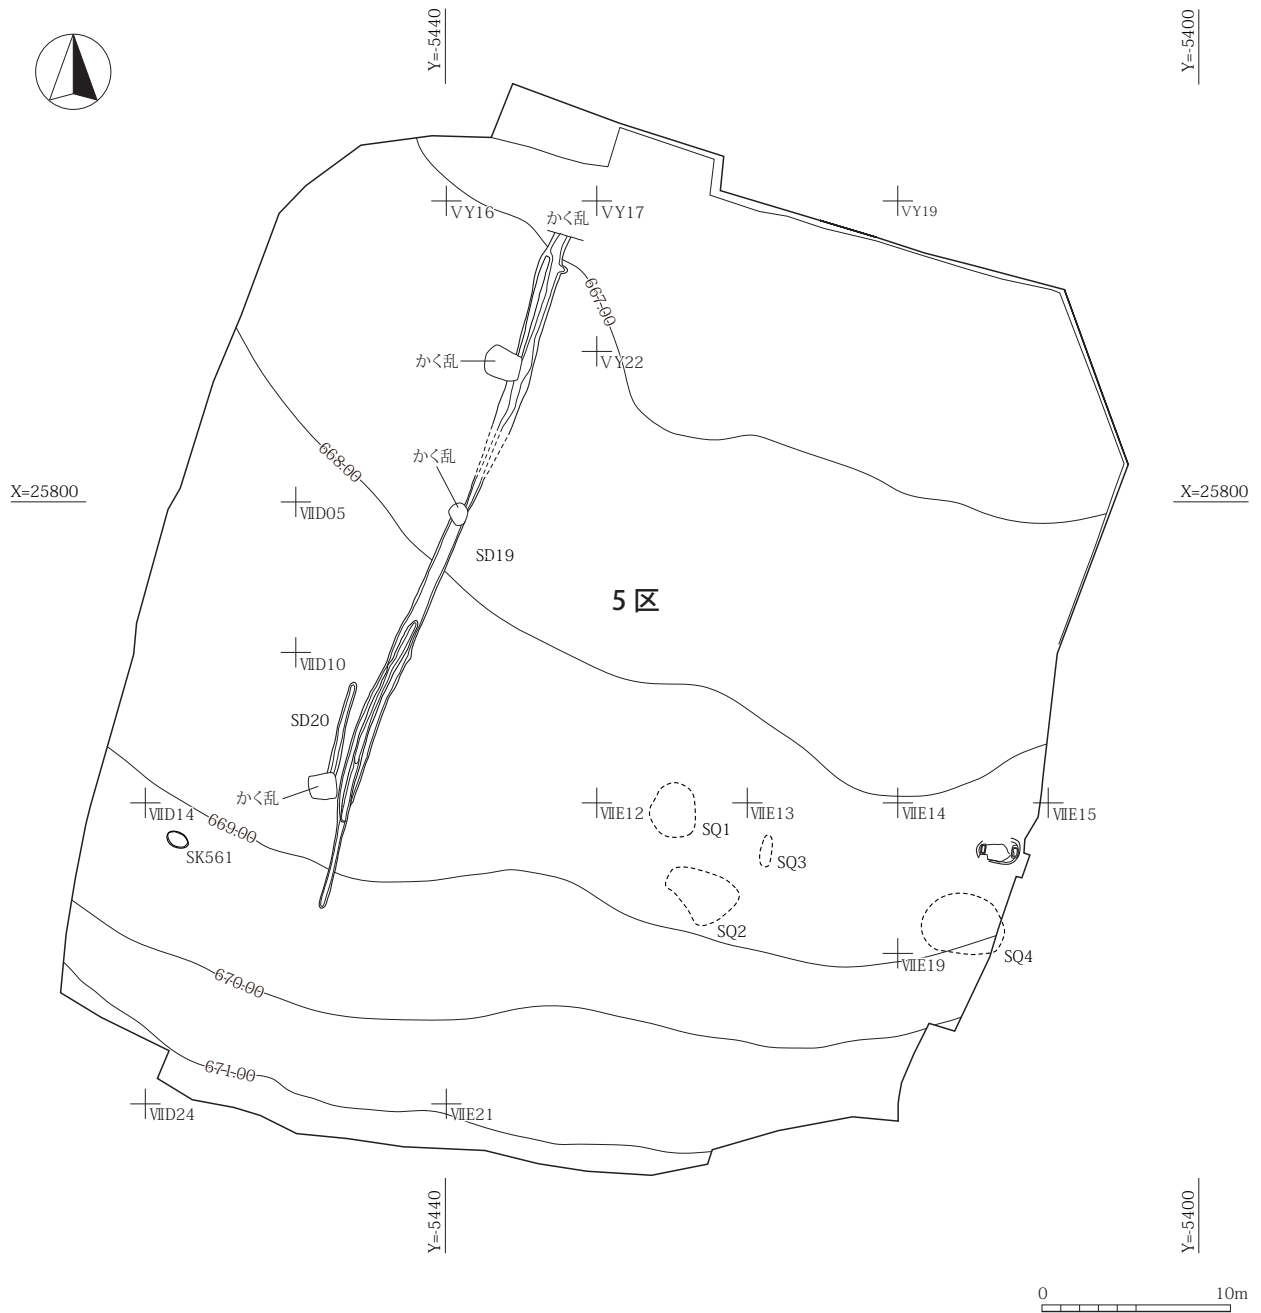 Y=-5440
Y=-5400
ⅤY16
ⅤY17
ⅤY19
かく乱
667.00
かく乱
ⅤY22
かく乱
668.00
X=25800
X=25800
ⅦD05
SD19
5 区
ⅦD10
SD20
かく乱
ⅦD14
ⅦE12
ⅦE13
ⅦE14
ⅦE15
669.00
SQ1
SK561
SQ3
SQ2
SQ4
ⅦE19
670.00
671.00
ⅦD24
ⅦE21
Y=-5440
Y=-5400
0
10m